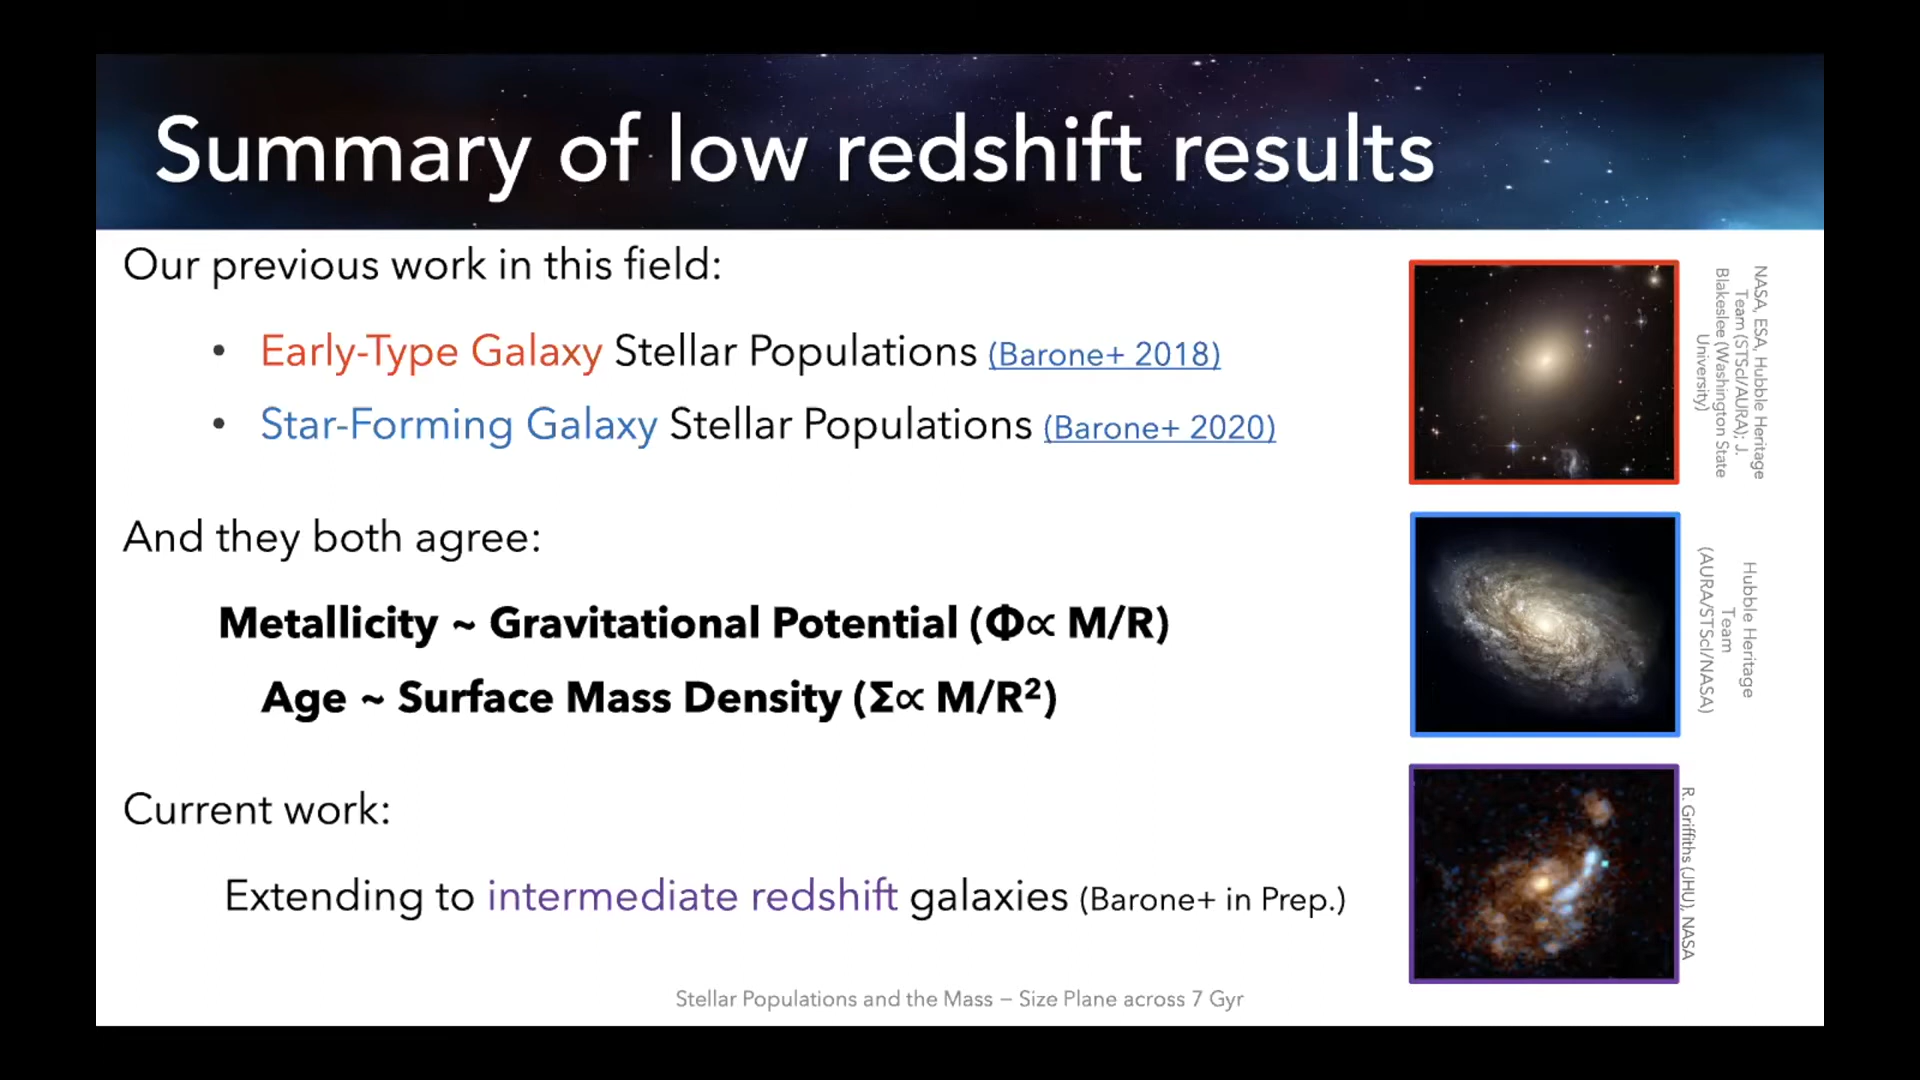 Summary of low redshift results
Our previous work in this field:
• Early-Type Galaxy Stellar Populations (Barone+ 2018)
• Star-Forming Galaxy Stellar Populations (Barone+ 2020)
And they both agree:
Metallicity ~ Gravitational Potential (Φ∝ M/R)
Age ~ Surface Mass Density (Σ∝ M/R²)
Current work:
Extending to intermediate redshift galaxies (Barone+ in Prep.)
NASA, ESA, Hubble Heritage
Team (STScI/AURA); J.
Blakeslee (Washington State
University)
Hubble Heritage
Team
(AURA/STScI/NASA)
R. Griffiths (JHU), NASA
Stellar Populations and the Mass – Size Plane across 7 Gyr